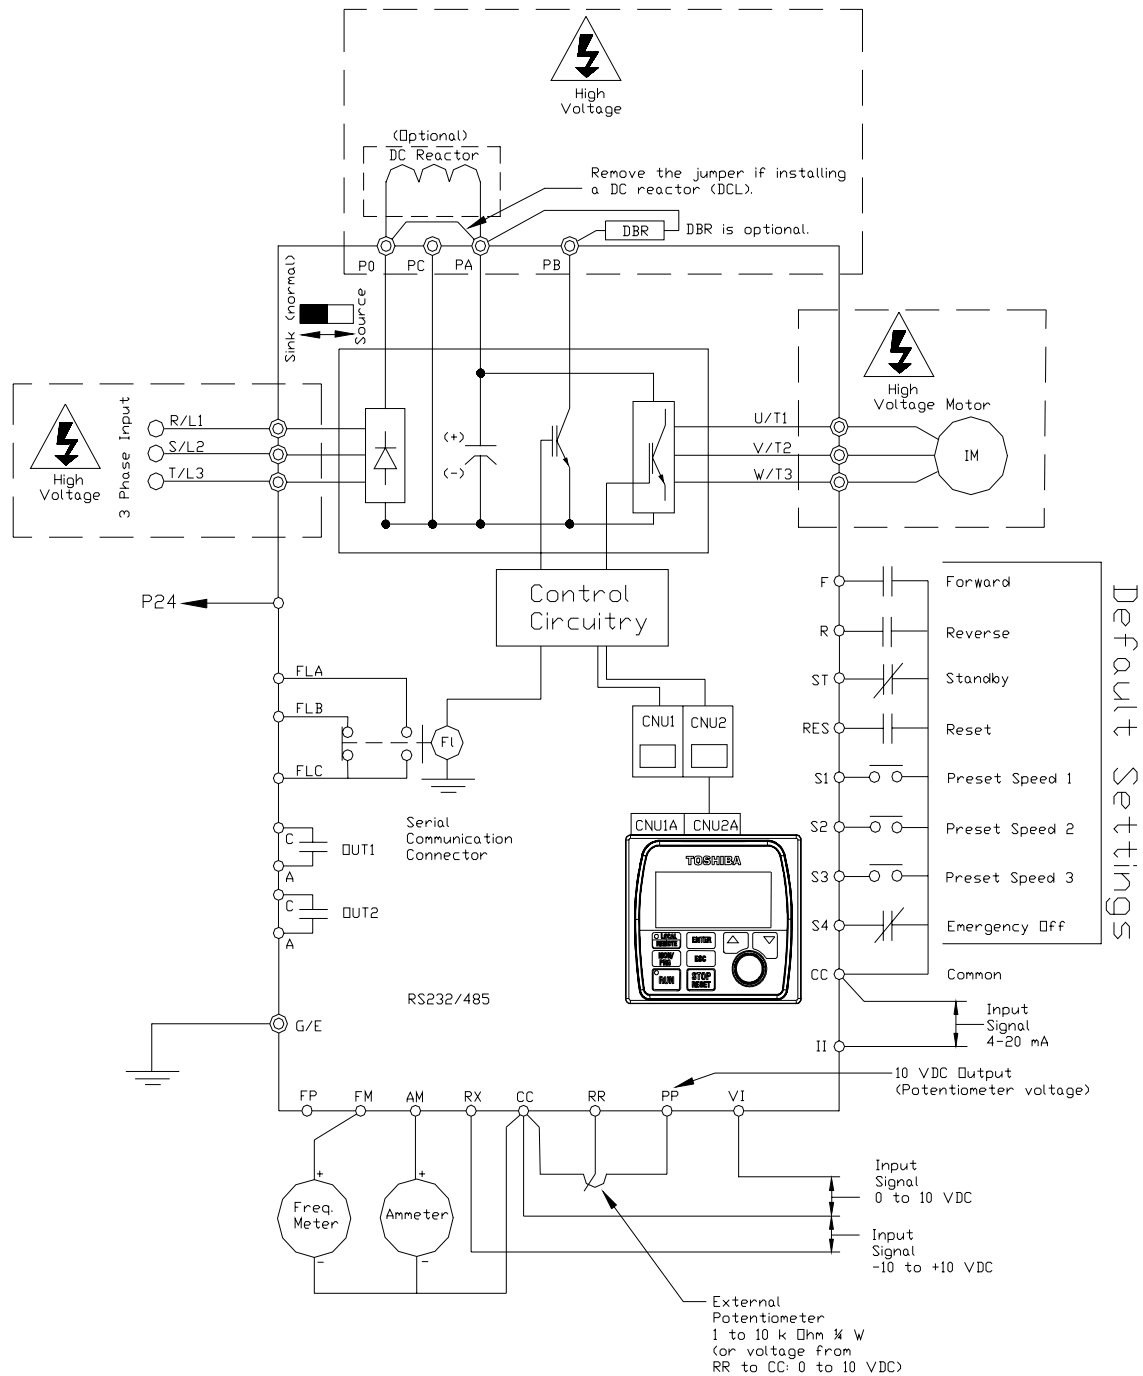 High
Voltage
(Optional)
DC Reactor
Remove the jumper if installing
a DC reactor (DCL).
DBR
DBR is optional.
PO
PC
PA
PB
Sink (normal)
Source
3 Phase Input
R/L1
S/L2
T/L3
High
Voltage
(+)
(-)
U/T1
V/T2
W/T3
High
Voltage
Motor
IM
P24
Control
Circuitry
FLA
FLB
FLC
Fl
CNU1
CNU2
CNU1A
CNU2A
Serial
Communication
Connector
C
OUT1
A
C
OUT2
A
TOSHIBA
LOCAL
REMOTE
ENTER
MON/
PRG
ESC
RUN
STOP
RESET
RS232/485
G/E
F
Forward
R
Reverse
ST
Standby
RES
Reset
S1
Preset Speed 1
S2
Preset Speed 2
S3
Preset Speed 3
S4
Emergency Off
CC
Common
Default Settings
II
Input
Signal
4-20 mA
10 VDC Output
(Potentiometer voltage)
FP
FM
AM
RX
CC
RR
PP
VI
+
Freq.
Meter
-
+
Ammeter
-
Input
Signal
0 to 10 VDC
Input
Signal
-10 to +10 VDC
External
Potentiometer
1 to 10 k Ohm ¼ W
(or voltage from
RR to CC: 0 to 10 VDC)